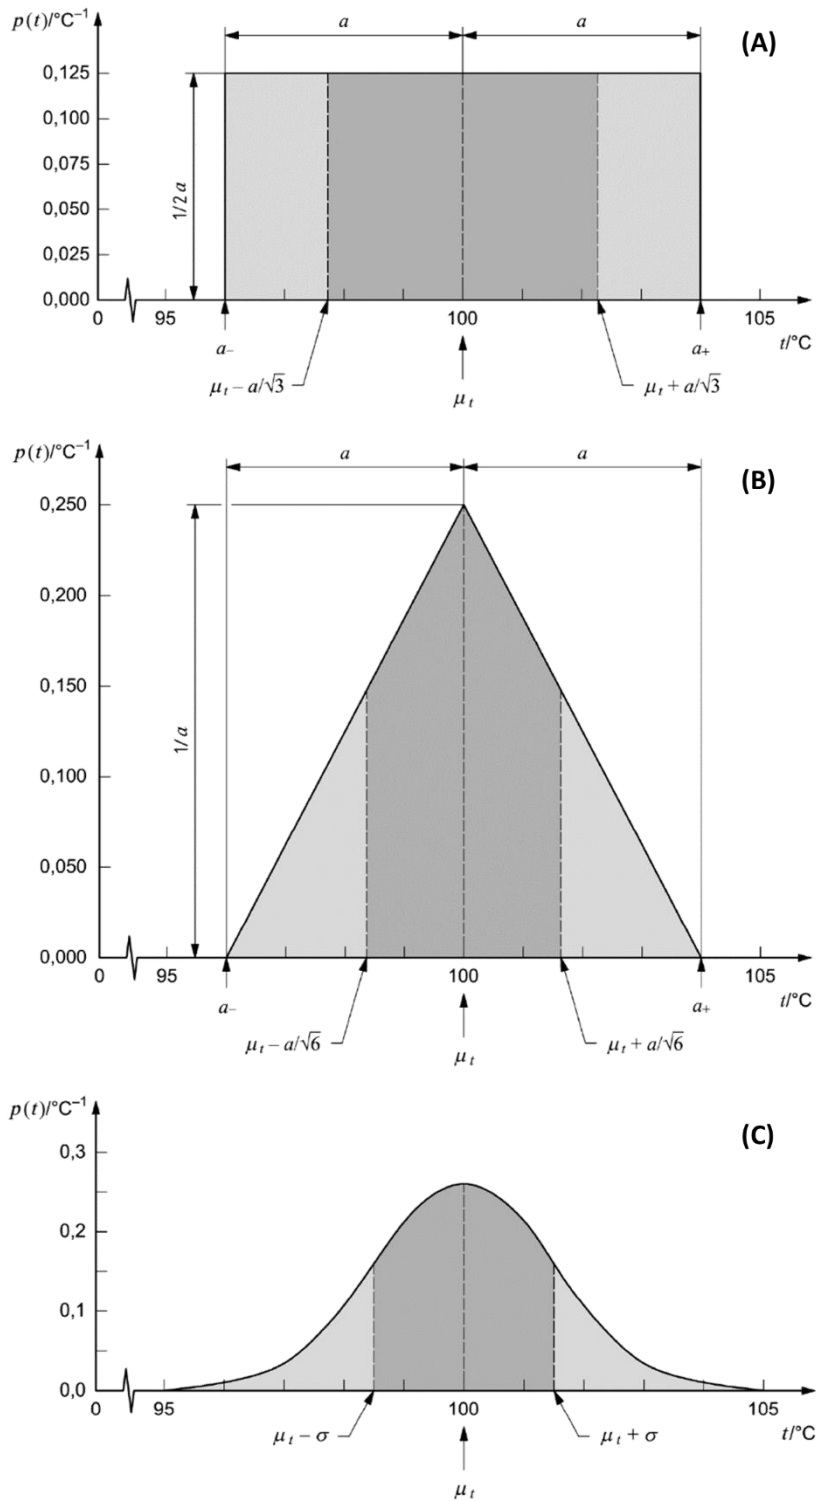 p(t)/°C⁻¹
a
a
(A)
0,125
0,100
0,075
0,050
0,025
0,000
1/2 a
0
95
100
105
t/°C
a₋
a₊
μₜ – a/√3
μₜ + a/√3
μₜ
p(t)/°C⁻¹
a
a
(B)
0,250
0,200
0,150
0,100
0,050
0,000
1/a
0
95
100
105
t/°C
a₋
a₊
μₜ – a/√6
μₜ + a/√6
μₜ
p(t)/°C⁻¹
(C)
0,3
0,2
0,1
0,0
0
95
100
105
t/°C
μₜ – σ
μₜ + σ
μₜ